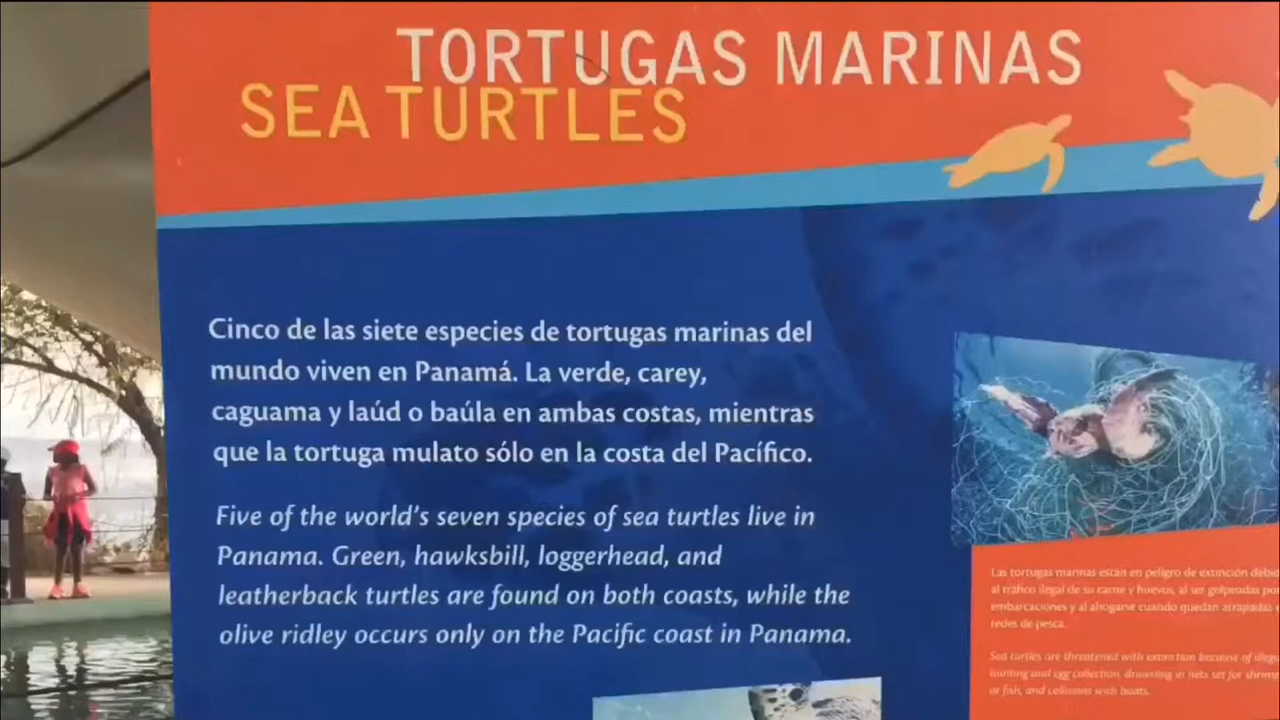 TORTUGAS MARINAS
SEA TURTLES
Cinco de las siete especies de tortugas marinas del
mundo viven en Panamá. La verde, carey,
caguama y laúd o baúla en ambas costas, mientras
que la tortuga mulato sólo en la costa del Pacífico.
Five of the world's seven species of sea turtles live in
Panama. Green, hawksbill, loggerhead, and
leatherback turtles are found on both coasts, while the
olive ridley occurs only on the Pacific coast in Panama.
Las tortugas marinas están en peligro de extinción debid
al tráfico ilegal de su carne y huevos, al ser golpeadas po
embarcaciones y al ahogarse cuando quedan atrapadas
redes de pesca.
Sea turtles are threatened with extinction because of illega
hunting and egg collection, drowning in nets set for shrim
or fish, and collisions with boats.